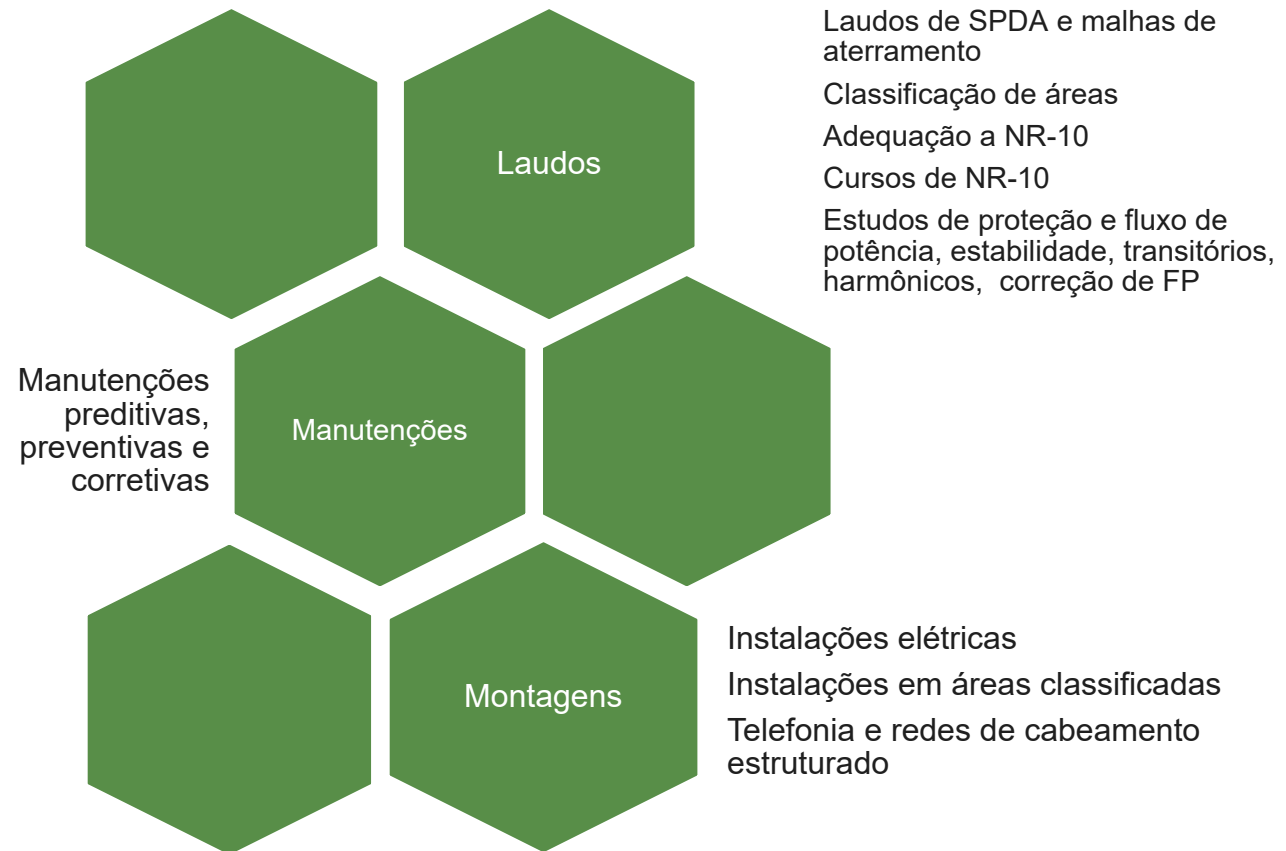 Laudos
Laudos de SPDA e malhas de
aterramento
Classificação de áreas
Adequação a NR-10
Cursos de NR-10
Estudos de proteção e fluxo de
potência, estabilidade, transitórios,
harmônicos,  correção de FP
Manutenções
preditivas,
preventivas e
corretivas
Manutenções
Montagens
Instalações elétricas
Instalações em áreas classificadas
Telefonia e redes de cabeamento
estruturado